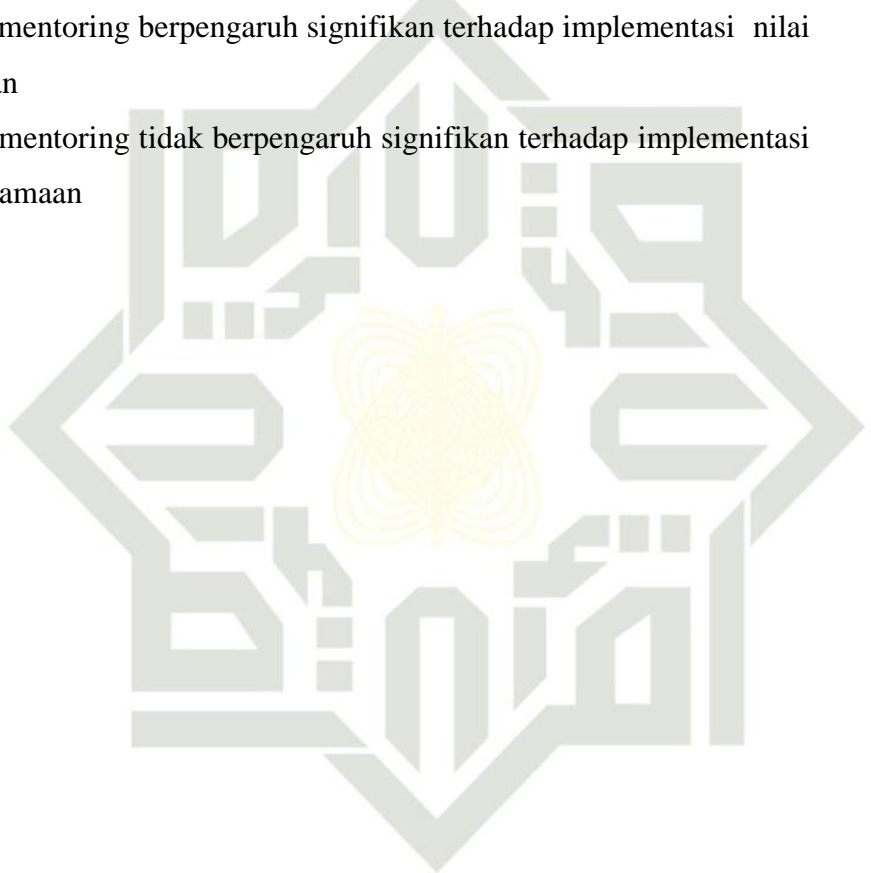 mentoring berpengaruh signifikan terhadap implementasi nilai
n
mentoring tidak berpengaruh signifikan terhadap implementasi
amaan